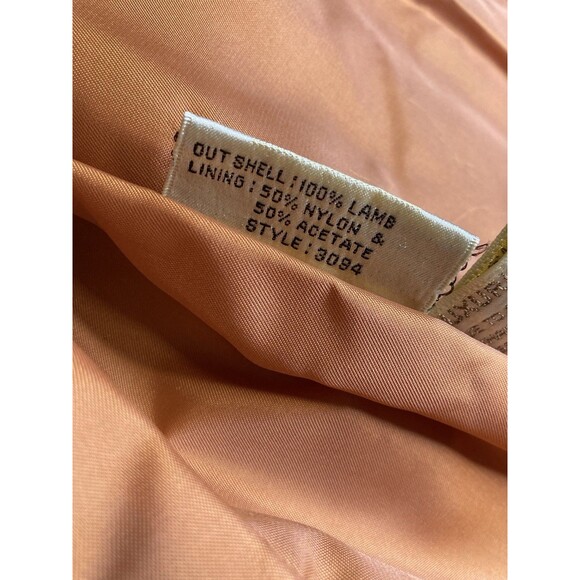 OUT SHELL : 100% LAMB
LINING : 50% NYLON &
50% ACETATE
STYLE : 3094